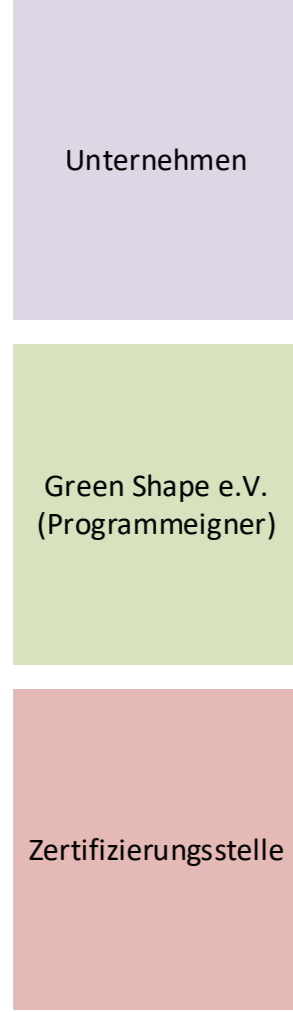 Unternehmen
Green Shape e.V.
(Programmeigner)
Zertifizierungsstelle